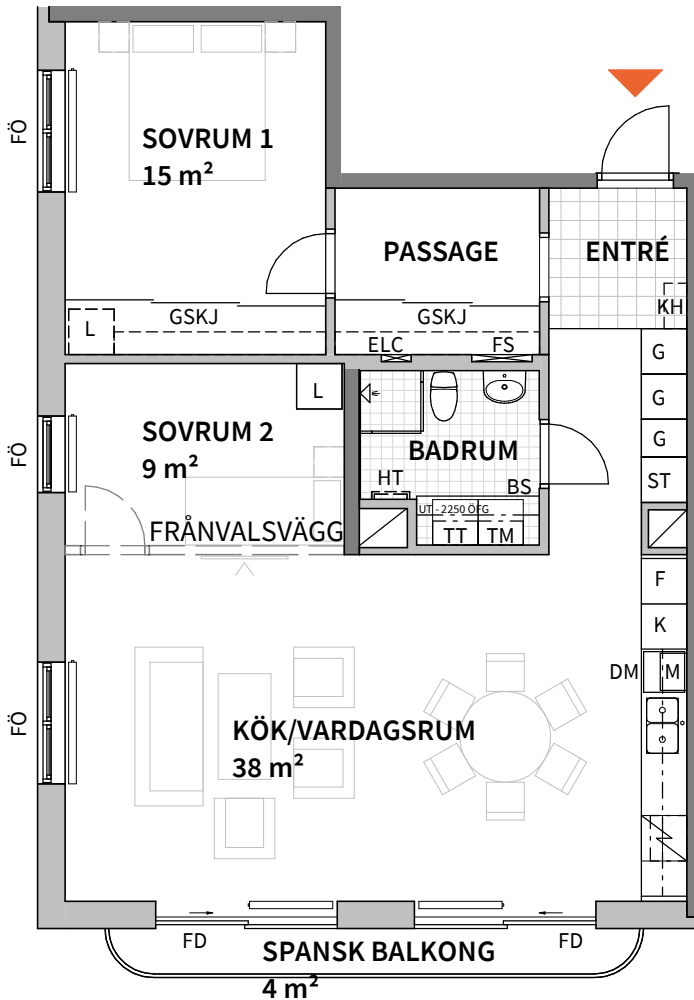 FÖ
SOVRUM 1
15 m²
PASSAGE
ENTRÉ
KH
L
GSKJ
GSKJ
ELC
FS
G
G
G
ST
FÖ
SOVRUM 2
9 m²
L
BADRUM
HT
BS
UT - 2250 ÖFG
TT
TM
FRÅNVALSVÄGG
F
K
DM
M
FÖ
KÖK/VARDAGSRUM
38 m²
FD
FD
SPANSK BALKONG
4 m²